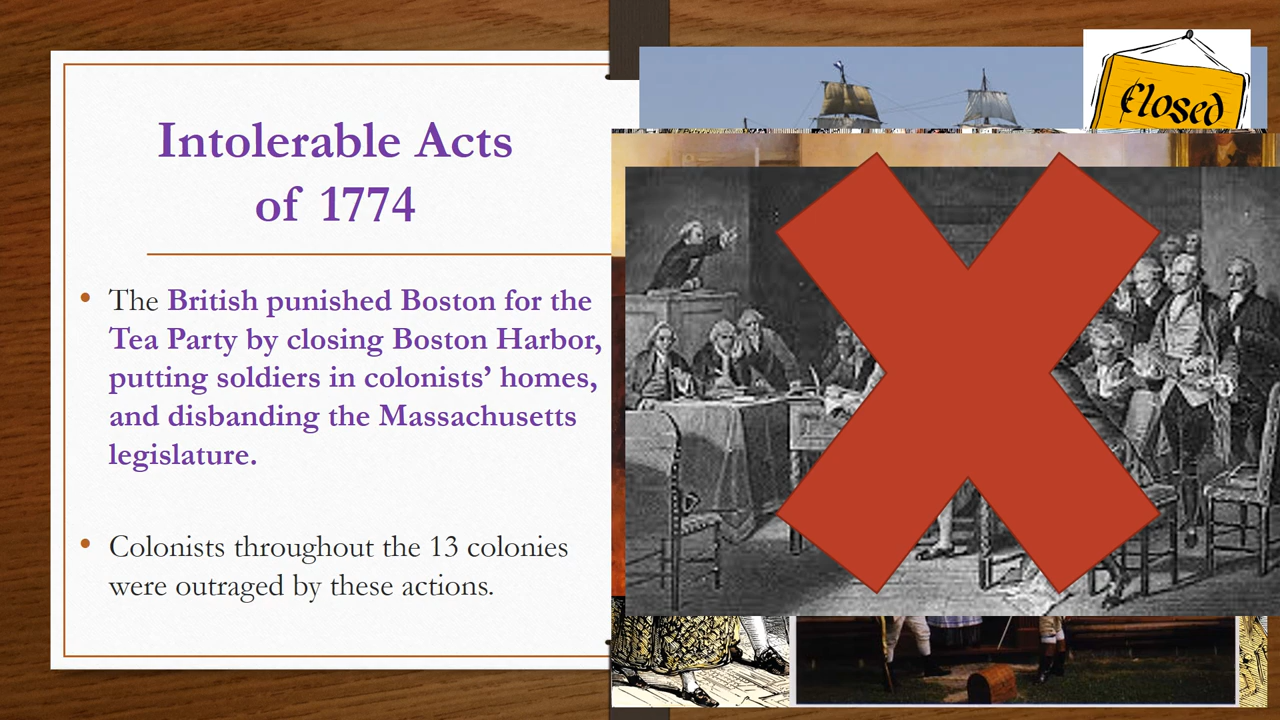 Intolerable Acts
of 1774
• The British punished Boston for the
Tea Party by closing Boston Harbor,
putting soldiers in colonists’ homes,
and disbanding the Massachusetts
legislature.
• Colonists throughout the 13 colonies
were outraged by these actions.
Closed